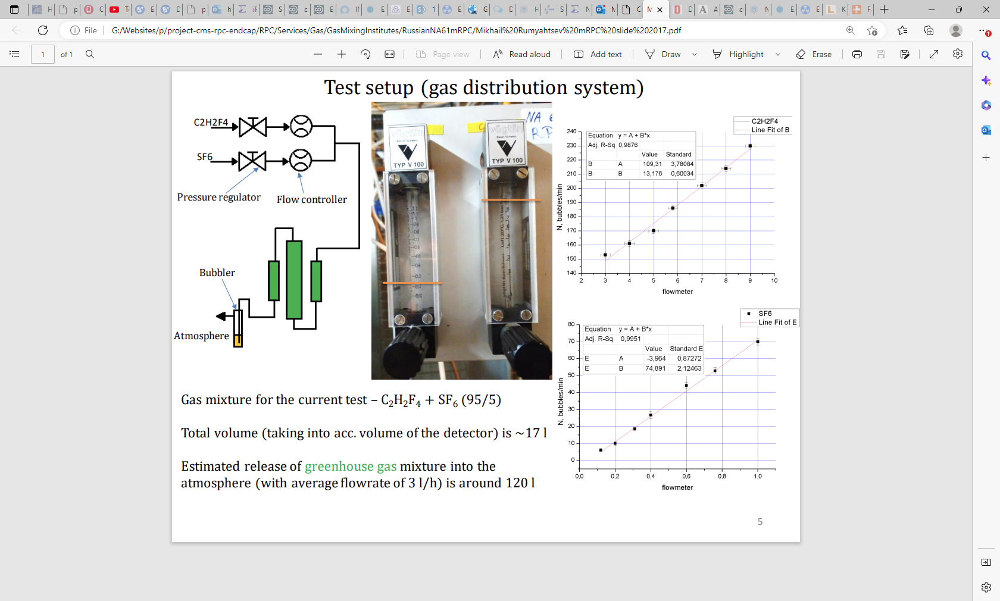 File
G:/Websites/p/project-cms-rpc-endcap/RPC/Services/Gas/GasMixingInstitutes/RussianNA61mRPC/Mikhail%20Rumyahtsev%20mRPC%20slide%202017.pdf
1 of 1
Page view
Read aloud
Add text
Draw
Highlight
Erase
Test setup (gas distribution system)
C2H2F4
SF6
Pressure regulator
Flow controller
Bubbler
Atmosphere
vögtlin
TYP V 100
vögtlin
TYP V 100
NA 6
RP
Gas mixture for the current test – C₂H₂F₄ + SF₆ (95/5)
Total volume (taking into acc. volume of the detector) is ~17 l
Estimated release of greenhouse gas mixture into the
atmosphere (with average flowrate of 3 l/h) is around 120 l
C2H2F4
Line Fit of B
Equation y = A + B*x
Adj. R-Sq 0,9876
Value Standard
B A 109,31 3,78084
B B 13,176 0,60034
240
230
220
210
200
190
180
170
160
150
140
N, bubbles/min
2 3 4 5 6 7 8 9 10
flowmeter
SF6
Line Fit of E
Equation y = A + B*x
Adj. R-Sq 0,9951
Value Standard E
E A -3,964 0,87272
E B 74,891 2,12463
80
70
60
50
40
30
20
10
0
N, bubbles/min
0,0 0,2 0,4 0,6 0,8 1,0
flowmeter
5